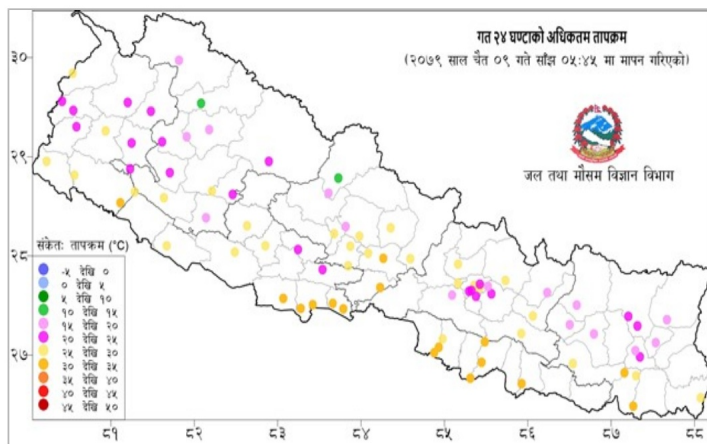 गत २४ घण्टाको अधिकतम तापक्रम
(२०७९ साल चैत ०९ गते साँझ ०५:४५ मा मापन गरिएको)
जल तथा मौसम विज्ञान विभाग
३०
२९
२८
२७
संकेतः तापक्रम (°C)
-५ देखि ०
० देखि ५
५ देखि १०
१० देखि १५
१५ देखि २०
२० देखि २५
२५ देखि ३०
३० देखि ३५
३५ देखि ४०
४० देखि ४५
४५ देखि ५०
८१ ८२ ८३ ८४ ८५ ८६ ८७ ८८